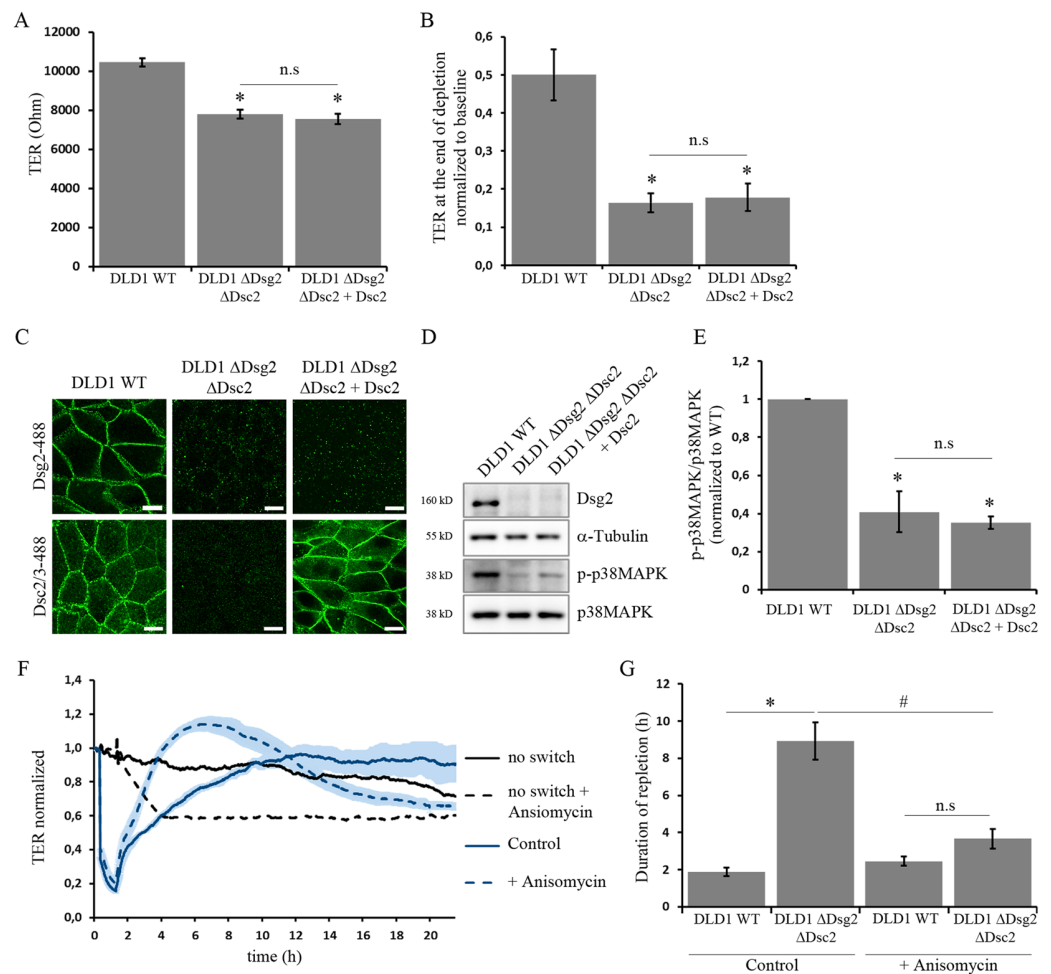 A
TER (Ohm)
12000
10000
8000
6000
4000
2000
0
n.s
*
*
DLD1 WT
DLD1 ΔDsg2
ΔDsc2
DLD1 ΔDsg2
ΔDsc2 + Dsc2
B
TER at the end of depletion
normalized to baseline
0,6
0,5
0,4
0,3
0,2
0,1
0,0
n.s
*
*
DLD1 WT
DLD1 ΔDsg2
ΔDsc2
DLD1 ΔDsg2
ΔDsc2 + Dsc2
C
DLD1 WT
DLD1 ΔDsg2
ΔDsc2
DLD1 ΔDsg2
ΔDsc2 + Dsc2
Dsg2-488
Dsc2/3-488
D
DLD1 WT
DLD1 ΔDsg2 ΔDsc2
DLD1 ΔDsg2 ΔDsc2
+ Dsc2
160 kD
Dsg2
55 kD
α-Tubulin
38 kD
p-p38MAPK
38 kD
p38MAPK
E
p-p38MAPK/p38MAPK
(normalized to WT)
1,2
1
0,8
0,6
0,4
0,2
0
n.s
*
*
DLD1 WT
DLD1 ΔDsg2
ΔDsc2
DLD1 ΔDsg2
ΔDsc2 + Dsc2
F
TER normalized
1,4
1,2
1,0
0,8
0,6
0,4
0,2
0,0
0 2 4 6 8 10 12 14 16 18 20
time (h)
no switch
no switch +
Ansiomycin
Control
+ Anisomycin
G
Duration of repletion (h)
12
10
8
6
4
2
0
*
#
n.s
DLD1 WT
DLD1 ΔDsg2
ΔDsc2
DLD1 WT
DLD1 ΔDsg2
ΔDsc2
Control
+ Anisomycin